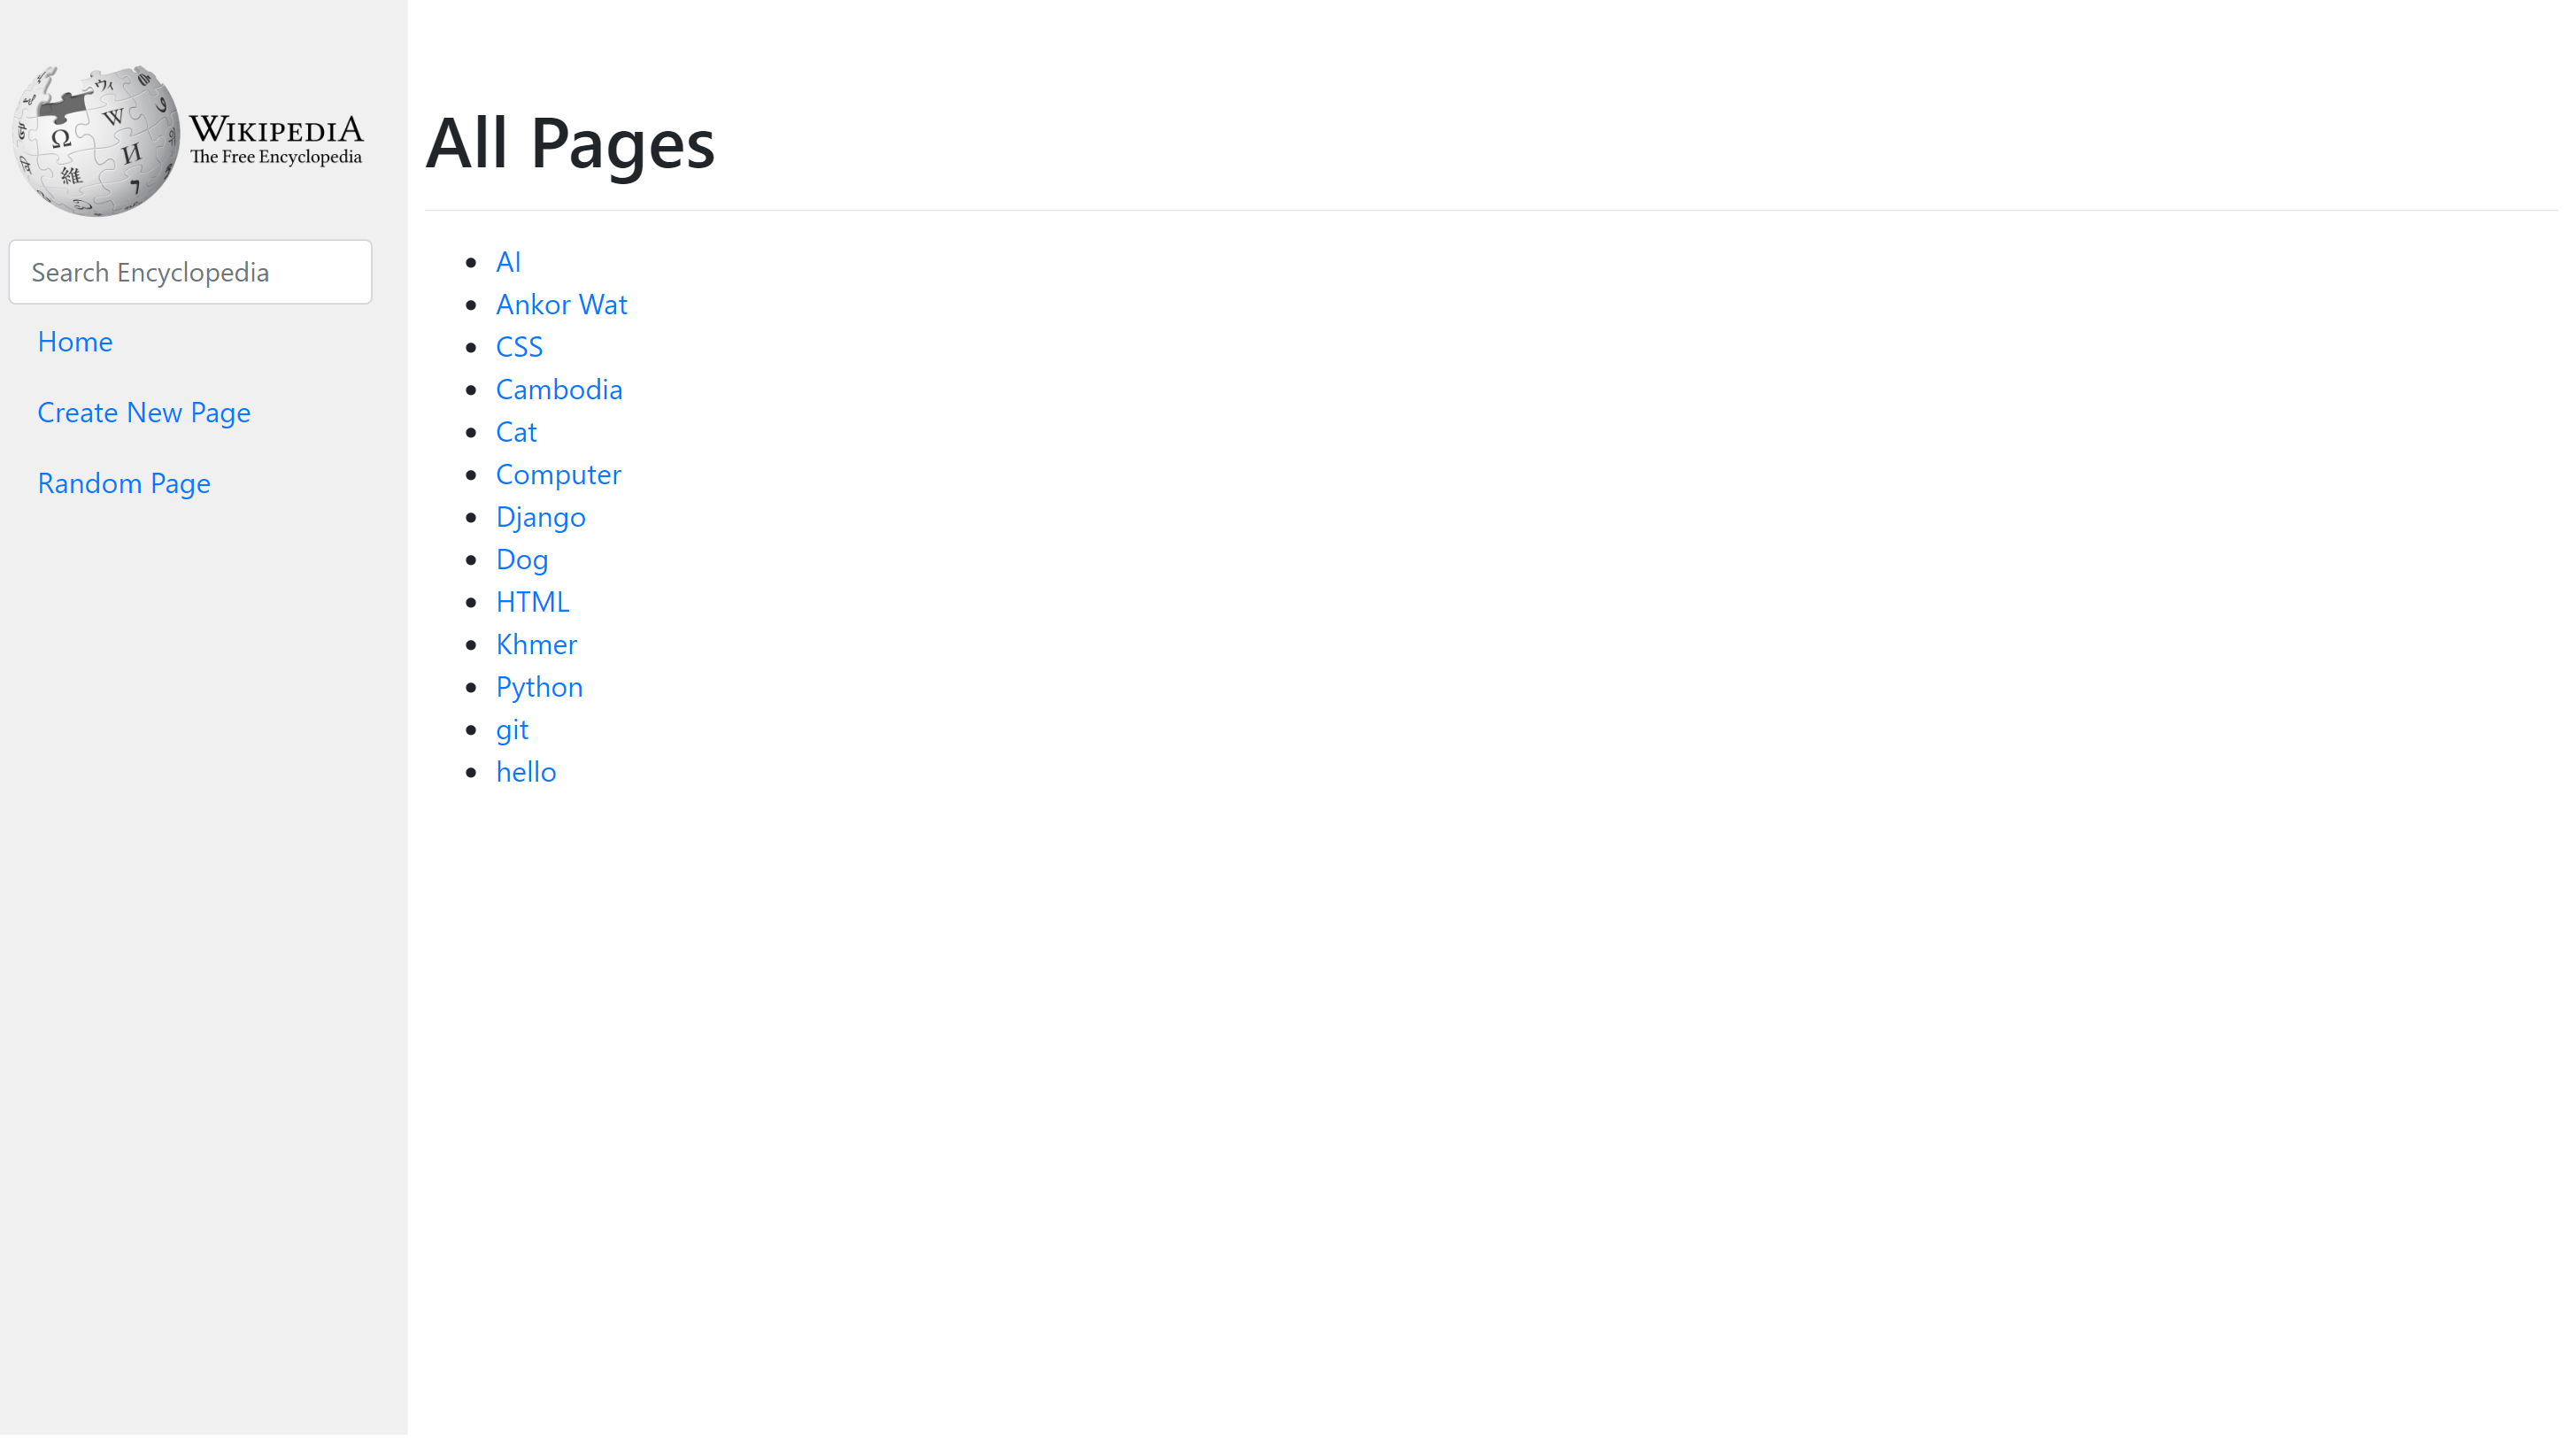 WIKIPEDIA
The Free Encyclopedia
Search Encyclopedia
Home
Create New Page
Random Page
All Pages
AI
Ankor Wat
CSS
Cambodia
Cat
Computer
Django
Dog
HTML
Khmer
Python
git
hello